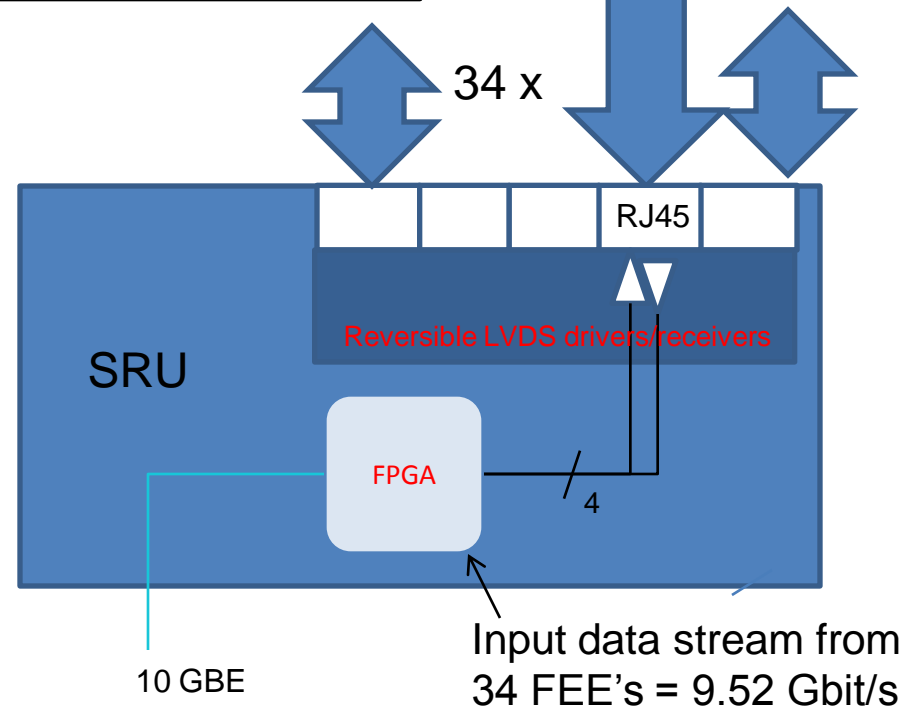 34 x
RJ45
Reversible LVDS drivers/receivers
SRU
FPGA
4
10 GBE
Input data stream from
34 FEE's = 9.52 Gbit/s